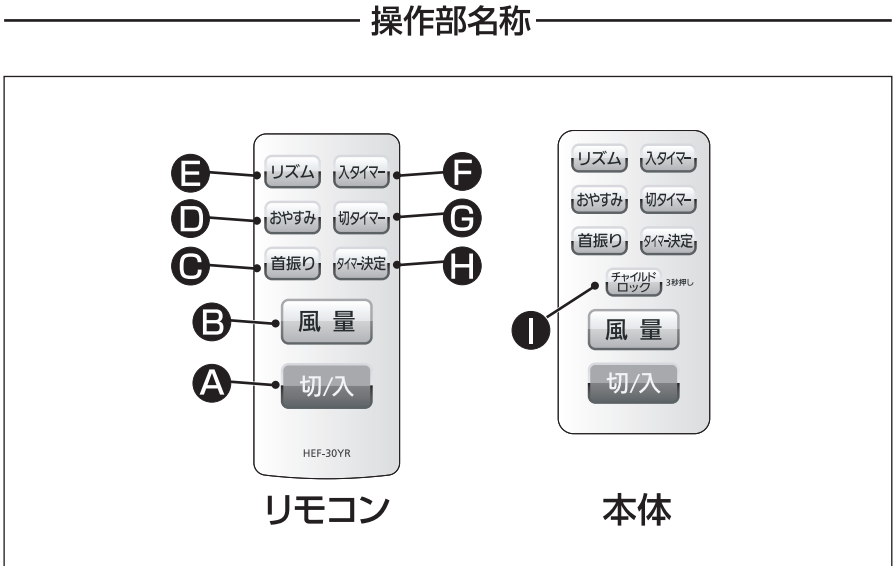 操作部名称
E リズム 入タイマー F
D おやすみ 切タイマー G
C 首振り タイマー決定 H
B 風量
A 切/入
HEF-30YR
リモコン
リズム 入タイマー
おやすみ 切タイマー
首振り タイマー決定
チャイルド
ロック 3秒押し
I
風量
切/入
本体